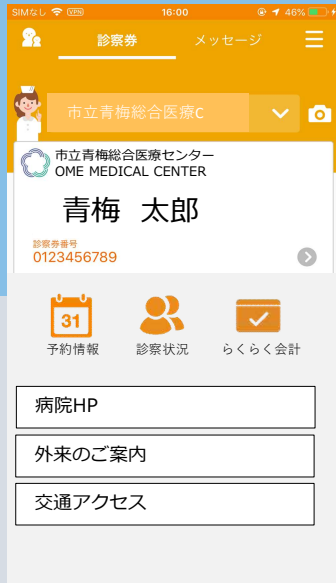 SIMなし VPN 16:00 46%
診察券 メッセージ
市立青梅総合医療C
市立青梅総合医療センター
OME MEDICAL CENTER
青梅 太郎
診察券番号
0123456789
31
予約情報 診察状況 らくらく会計
病院HP
外来のご案内
交通アクセス